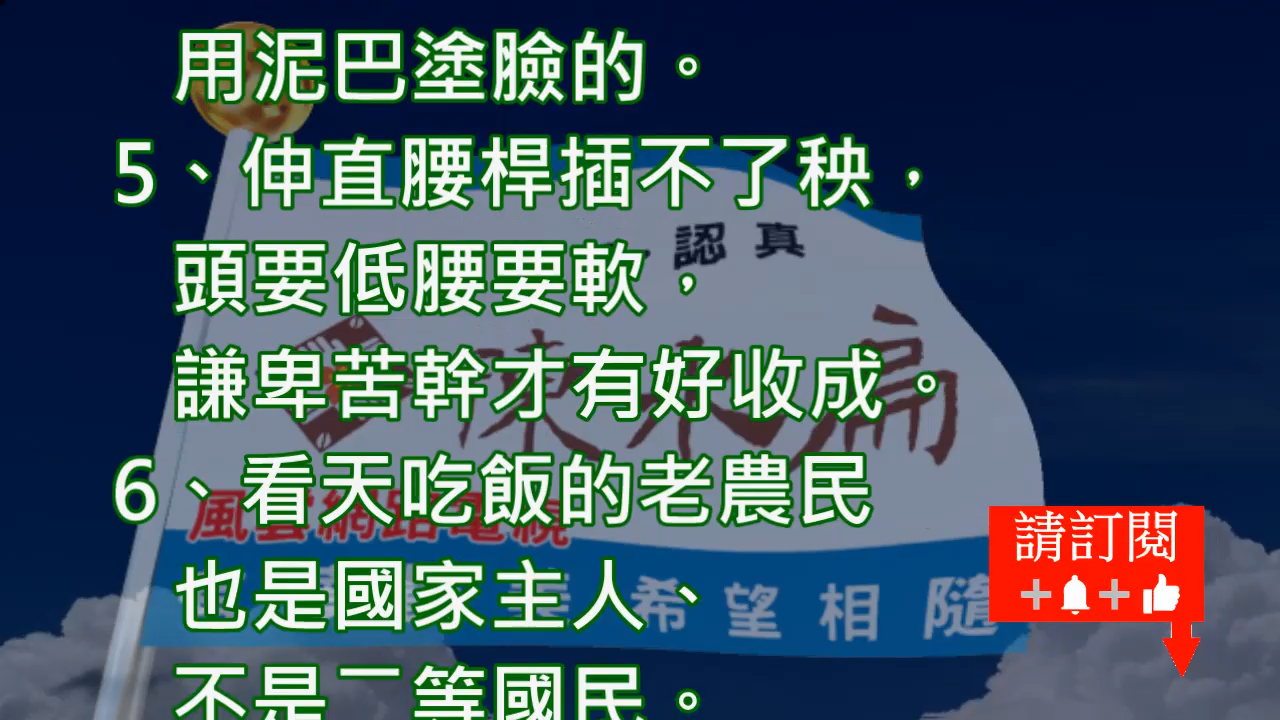 用泥巴塗臉的。
5、伸直腰桿插不了秧，
認真
頭要低腰要軟，
陳水扁
謙卑苦幹才有好收成。
6、看天吃飯的老農民
風雲網路電視
請訂閱
也是國家主人、
希望相隨
不是二等國民。